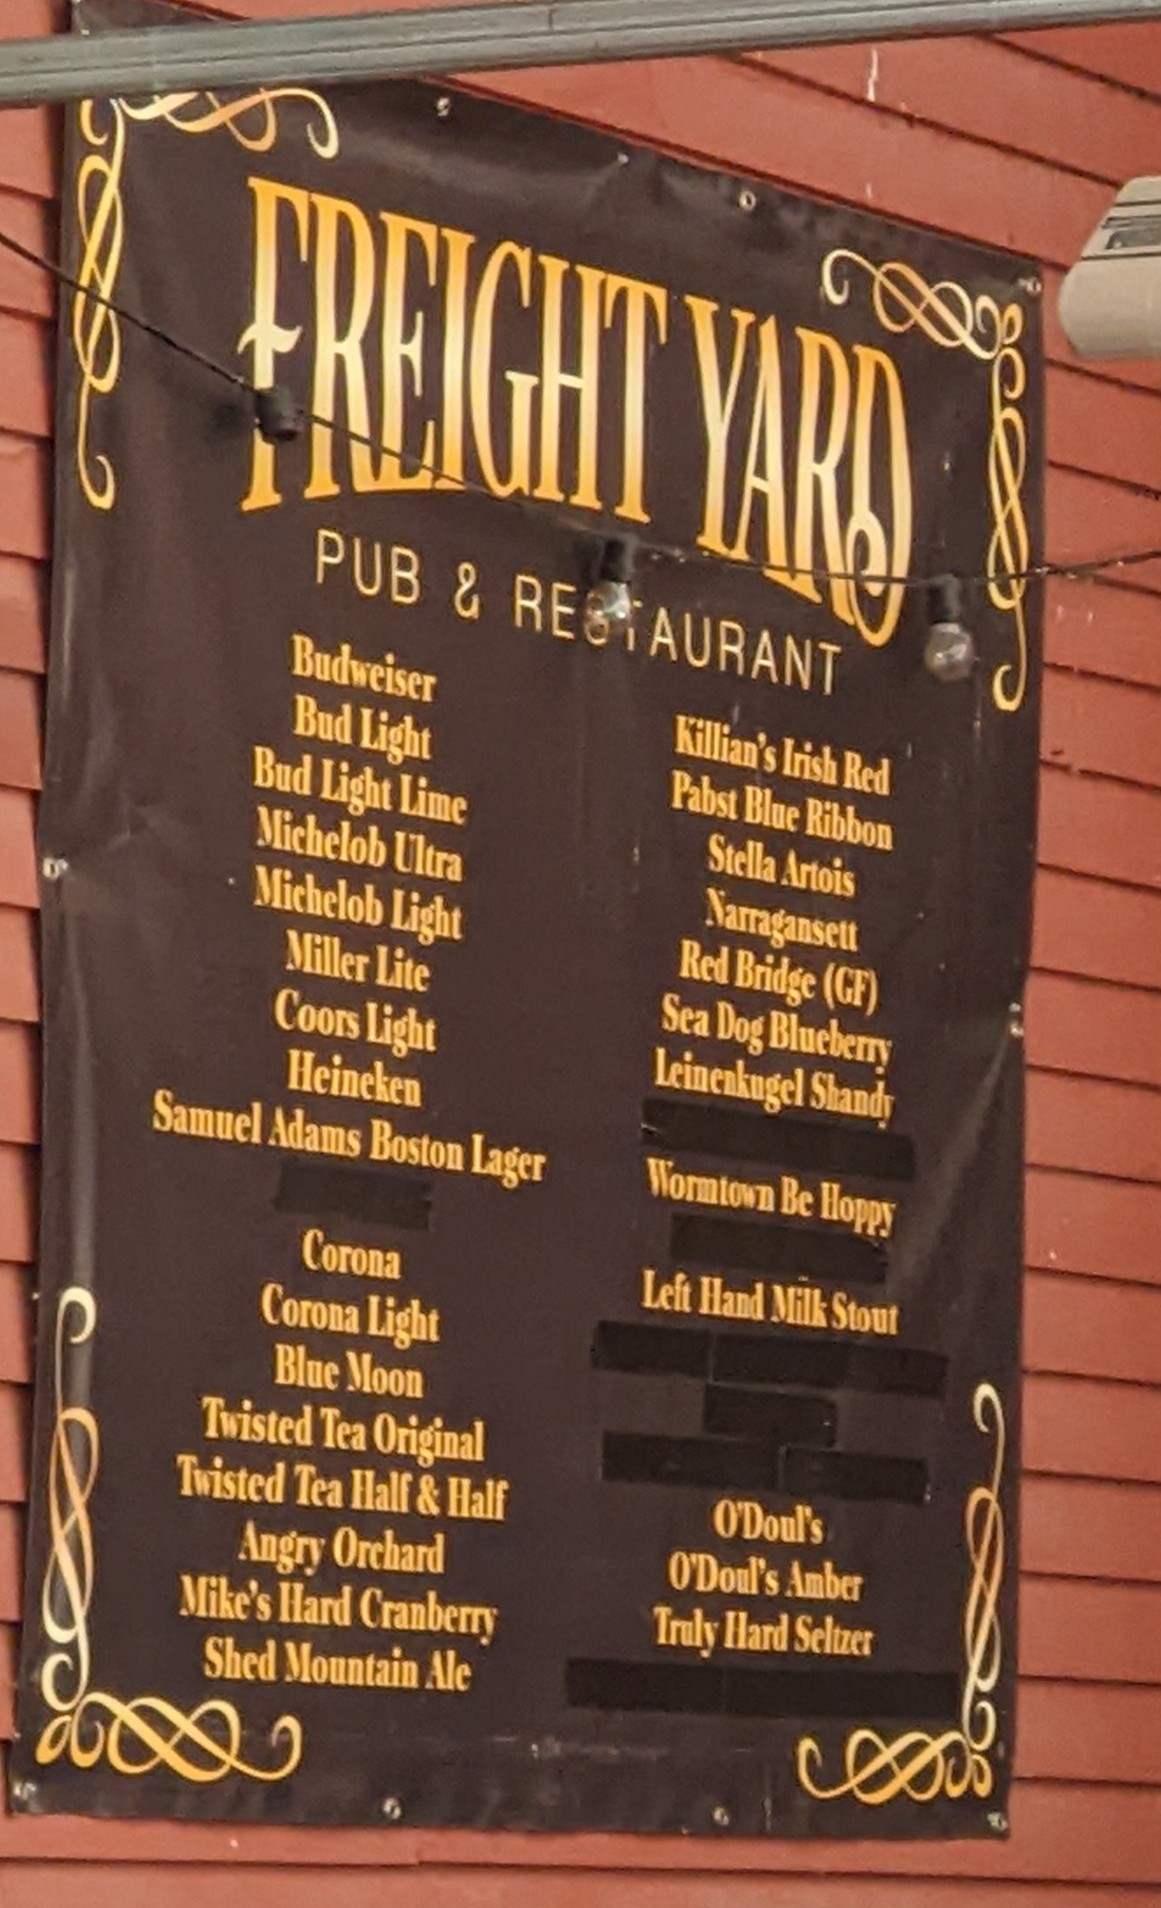 FREIGHT YARD
PUB & RESTAURANT
Budweiser
Bud Light
Bud Light Lime
Michelob Ultra
Michelob Light
Miller Lite
Coors Light
Heineken
Samuel Adams Boston Lager
Corona
Corona Light
Blue Moon
Twisted Tea Original
Twisted Tea Half & Half
Angry Orchard
Mike's Hard Cranberry
Shed Mountain Ale
Killian's Irish Red
Pabst Blue Ribbon
Stella Artois
Narragansett
Red Bridge (GF)
Sea Dog Blueberry
Leinenkugel Shandy
Wormtown Be Hoppy
Left Hand Milk Stout
O'Doul's
O'Doul's Amber
Truly Hard Seltzer